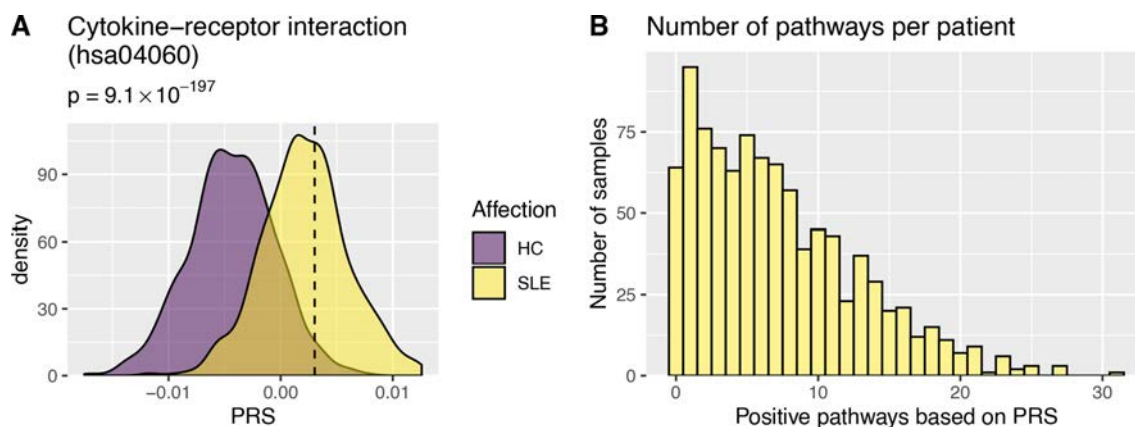 A
Cytokine–receptor interaction
(hsa04060)
p = 9.1 × 10⁻¹⁹⁷
density
90
60
30
0
−0.01
0.00
0.01
PRS
Affection
HC
SLE
B
Number of pathways per patient
Number of samples
75
50
25
0
0
10
20
30
Positive pathways based on PRS